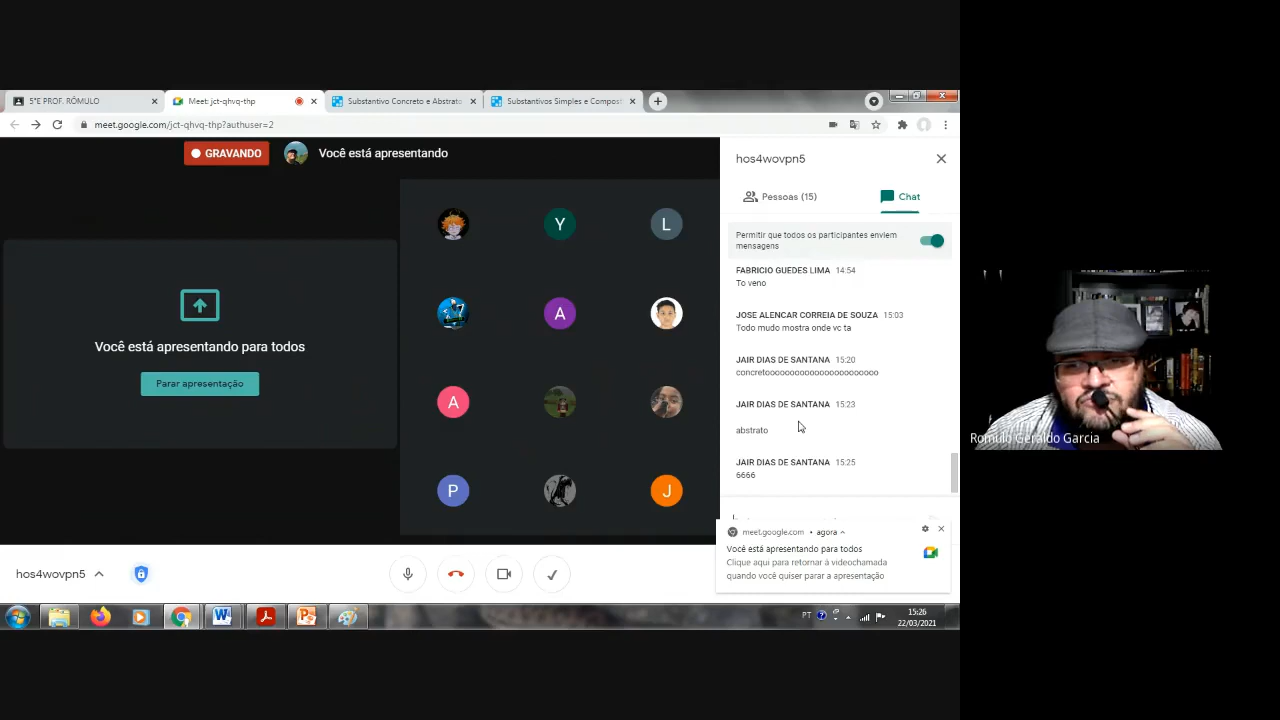 5°E PROF. RÔMULO
Meet: jct-qhvq-thp
Substantivo Concreto e Abstrato
Substantivos Simples e Compost
meet.google.com/jct-qhvq-thp?authuser=2
GRAVANDO
Você está apresentando
Você está apresentando para todos
Parar apresentação
Y
L
A
A
P
J
hos4wovpn5
Pessoas (15)
Chat
Permitir que todos os participantes enviem
mensagens
FABRICIO GUEDES LIMA 14:54
To veno
JOSE ALENCAR CORREIA DE SOUZA 15:03
Todo mudo mostra onde vc ta
JAIR DIAS DE SANTANA 15:20
concretooooooooooooooooooooooo
JAIR DIAS DE SANTANA 15:23
abstrato
JAIR DIAS DE SANTANA 15:25
6666
meet.google.com • agora
Você está apresentando para todos
Clique aqui para retornar à videochamada
quando você quiser parar a apresentação
hos4wovpn5
PT
15:26
22/03/2021
Romulo Geraldo Garcia